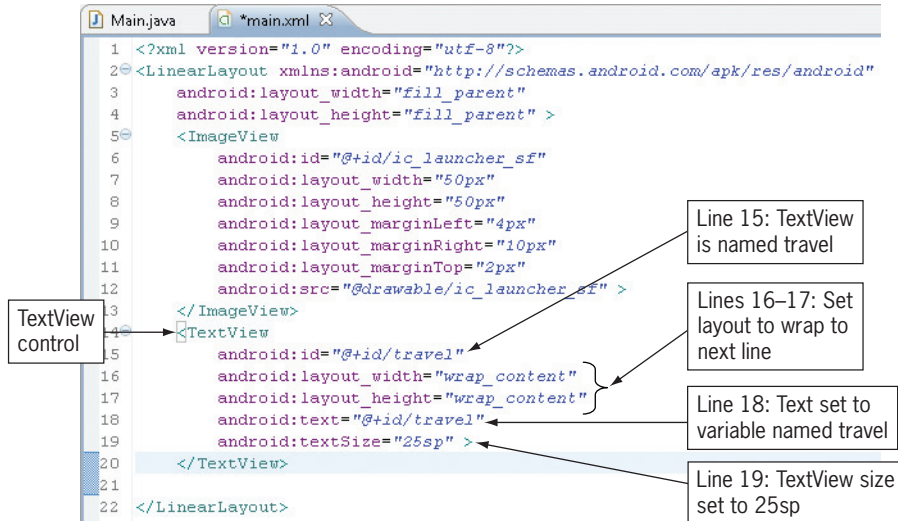 Main.java
*main.xml
1 <?xml version="1.0" encoding="utf-8"?>
2 <LinearLayout xmlns:android="http://schemas.android.com/apk/res/android"
3 android:layout_width="fill_parent"
4 android:layout_height="fill_parent" >
5 <ImageView
6 android:id="@+id/ic_launcher_sf"
7 android:layout_width="50px"
8 android:layout_height="50px"
9 android:layout_marginLeft="4px"
10 android:layout_marginRight="10px"
11 android:layout_marginTop="2px"
12 android:src="@drawable/ic_launcher_sf" >
13 </ImageView>
14 <TextView
15 android:id="@+id/travel"
16 android:layout_width="wrap_content"
17 android:layout_height="wrap_content"
18 android:text="@+id/travel"
19 android:textSize="25sp" >
20 </TextView>
21
22 </LinearLayout>
TextView
control
Line 15: TextView
is named travel
Lines 16–17: Set
layout to wrap to
next line
Line 18: Text set to
variable named travel
Line 19: TextView size
set to 25sp